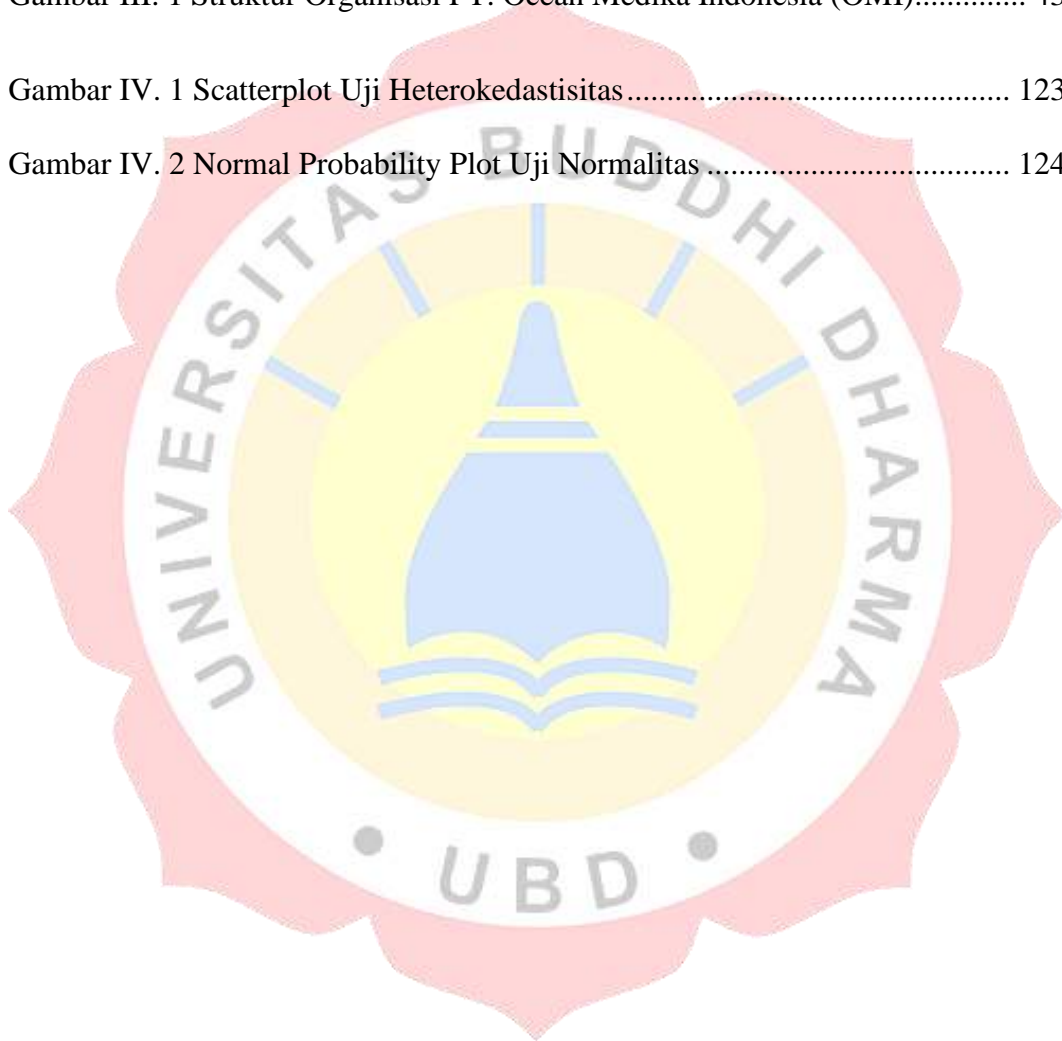 Gambar III. 1 Struktur Organisasi PT. Ocean Medika Indonesia (OMI).............
Gambar IV. 1 Scatterplot Uji Heterokedastisitas................................................ 123
Gambar IV. 2 Normal Probability Plot Uji Normalitas ...................................... 124
UNIVERSITAS BUDDHI DHARMA
• UBD •